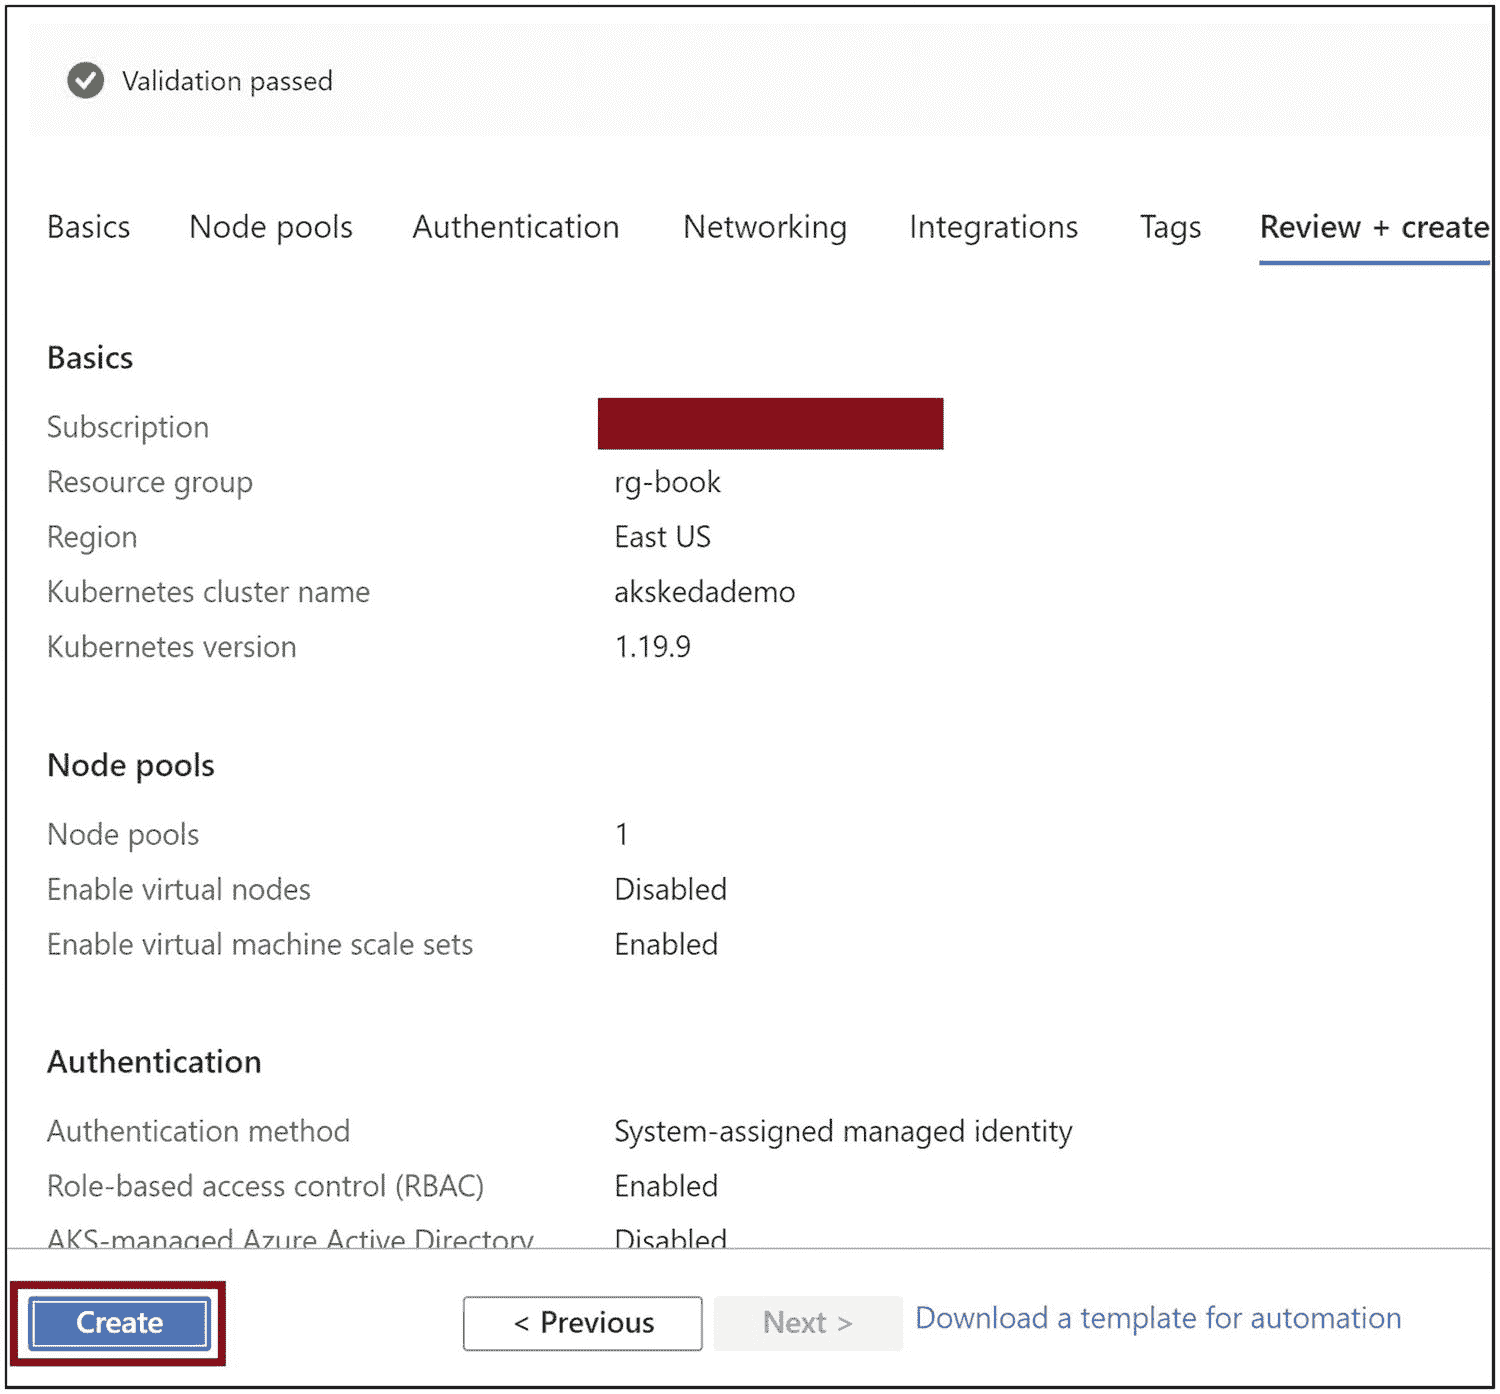 Validation passed
Basics Node pools Authentication Networking Integrations Tags Review + create
Basics
Subscription
Resource group rg-book
Region East US
Kubernetes cluster name akskedademo
Kubernetes version 1.19.9
Node pools
Node pools 1
Enable virtual nodes Disabled
Enable virtual machine scale sets Enabled
Authentication
Authentication method System-assigned managed identity
Role-based access control (RBAC) Enabled
AKS-managed Azure Active Directory Disabled
Create < Previous Next > Download a template for automation